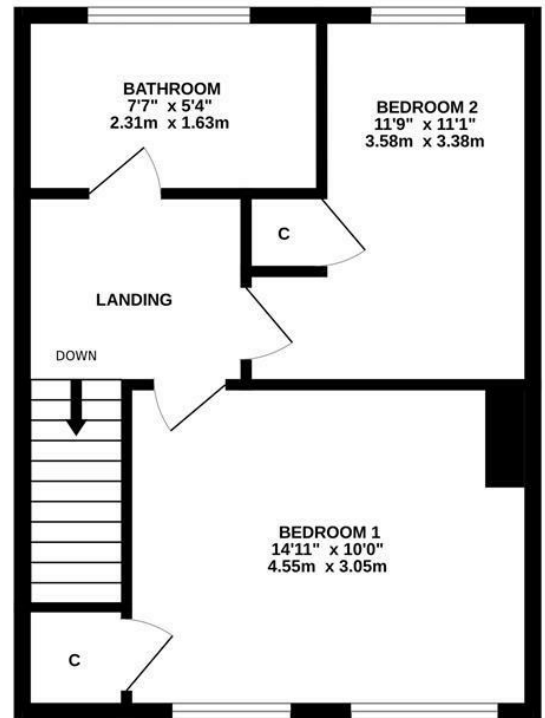 BATHROOM
7'7" x 5'4"
2.31m x 1.63m
BEDROOM 2
11'9" x 11'1"
3.58m x 3.38m
C
LANDING
DOWN
BEDROOM 1
14'11" x 10'0"
4.55m x 3.05m
C